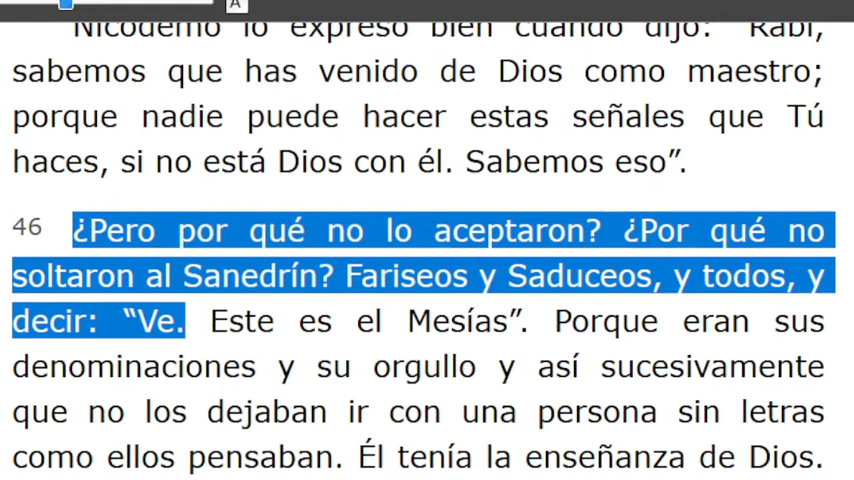 A
Nicodemo lo expresó bien cuando dijo: “Rabí,
sabemos que has venido de Dios como maestro;
porque nadie puede hacer estas señales que Tú
haces, si no está Dios con él. Sabemos eso”.
46 ¿Pero por qué no lo aceptaron? ¿Por qué no
soltaron al Sanedrín? Fariseos y Saduceos, y todos, y
decir: “Ve. Este es el Mesías”. Porque eran sus
denominaciones y su orgullo y así sucesivamente
que no los dejaban ir con una persona sin letras
como ellos pensaban. Él tenía la enseñanza de Dios.